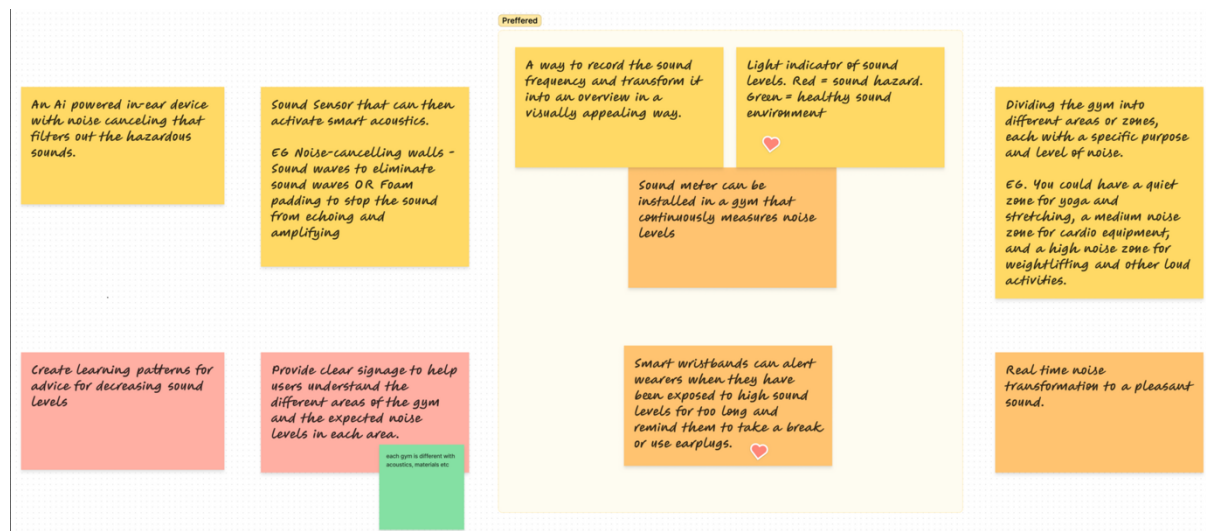 Preffered
An Ai powered in-ear device
with noise canceling that
filters out the hazardous
sounds.
Sound Sensor that can then
activate smart acoustics.
EG Noise-cancelling walls -
Sound waves to eliminate
sound waves OR Foam
padding to stop the sound
from echoing and
amplifying
A way to record the sound
frequency and transform it
into an overview in a
visually appealing way.
Light indicator of sound
levels. Red = sound hazard.
Green = healthy sound
environment
Sound meter can be
installed in a gym that
continuously measures noise
levels
Dividing the gym into
different areas or zones,
each with a specific purpose
and level of noise.
EG. You could have a quiet
zone for yoga and
stretching, a medium noise
zone for cardio equipment,
and a high noise zone for
weightlifting and other loud
activities.
Create learning patterns for
advice for decreasing sound
levels
Provide clear signage to help
users understand the
different areas of the gym
and the expected noise
levels in each area.
each gym is different with
acoustics, materials etc
Smart wristbands can alert
wearers when they have
been exposed to high sound
levels for too long and
remind them to take a break
or use earplugs.
Real time noise
transformation to a pleasant
sound.